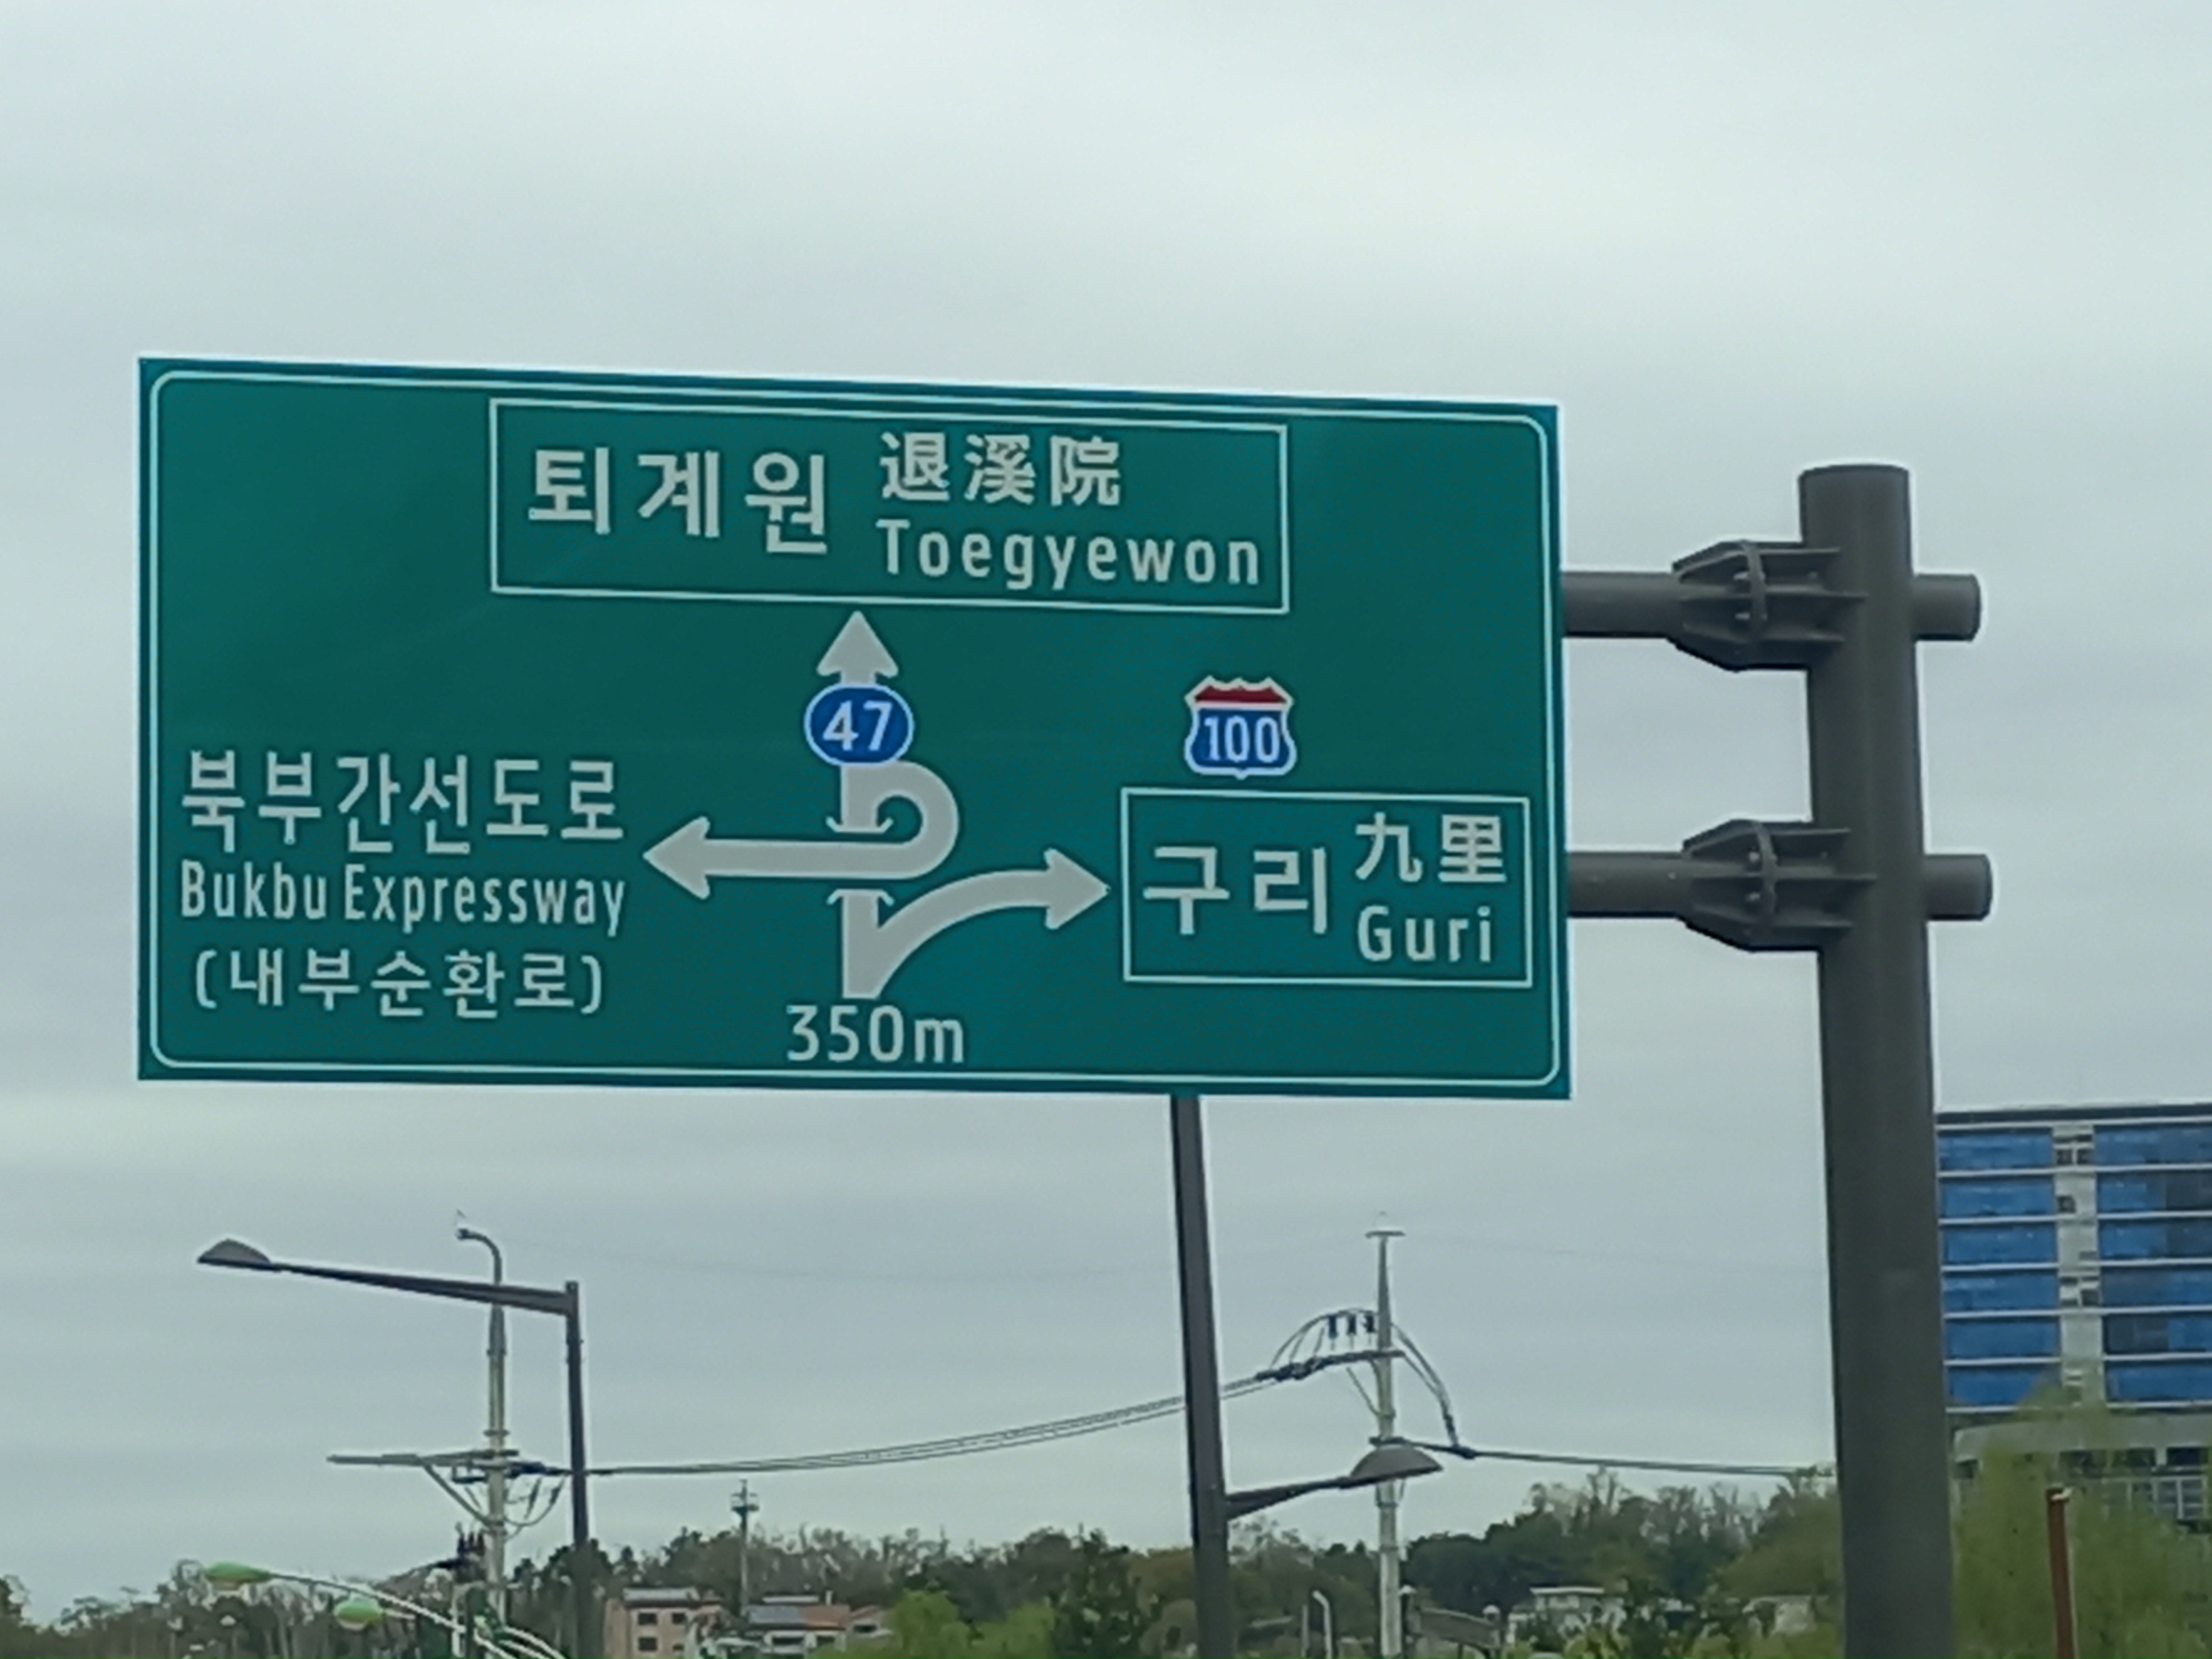 퇴계원
退溪院
Toegyewon
47
100
북부간선도로
Bukbu Expressway
(내부순환로)
구리
九里
Guri
350m